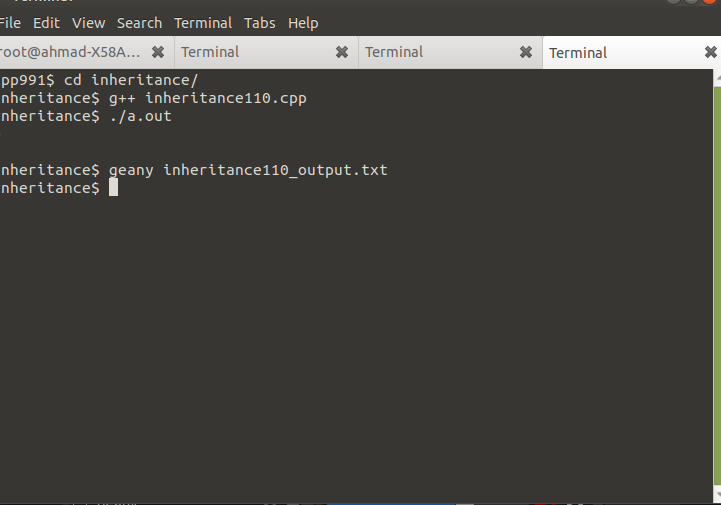 File Edit View Search Terminal Tabs Help
root@ahmad-X58A... Terminal Terminal Terminal
pp991$ cd inheritance/
nheritance$ g++ inheritance110.cpp
nheritance$ ./a.out
nheritance$ geany inheritance110_output.txt
nheritance$